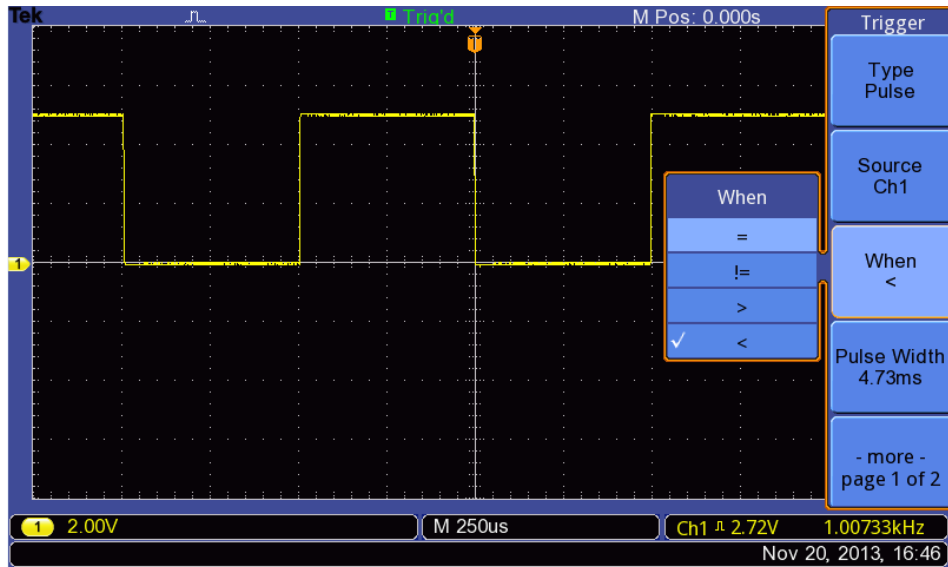 Tek
Trig'd
M Pos: 0.000s
Trigger
T
T
Type
Pulse
Source
Ch1
When
<
Pulse Width
4.73ms
- more -
page 1 of 2
When
=
!=
>
✓ <
1
1 2.00V
M 250us
Ch1 2.72V
1.00733kHz
Nov 20, 2013, 16:46